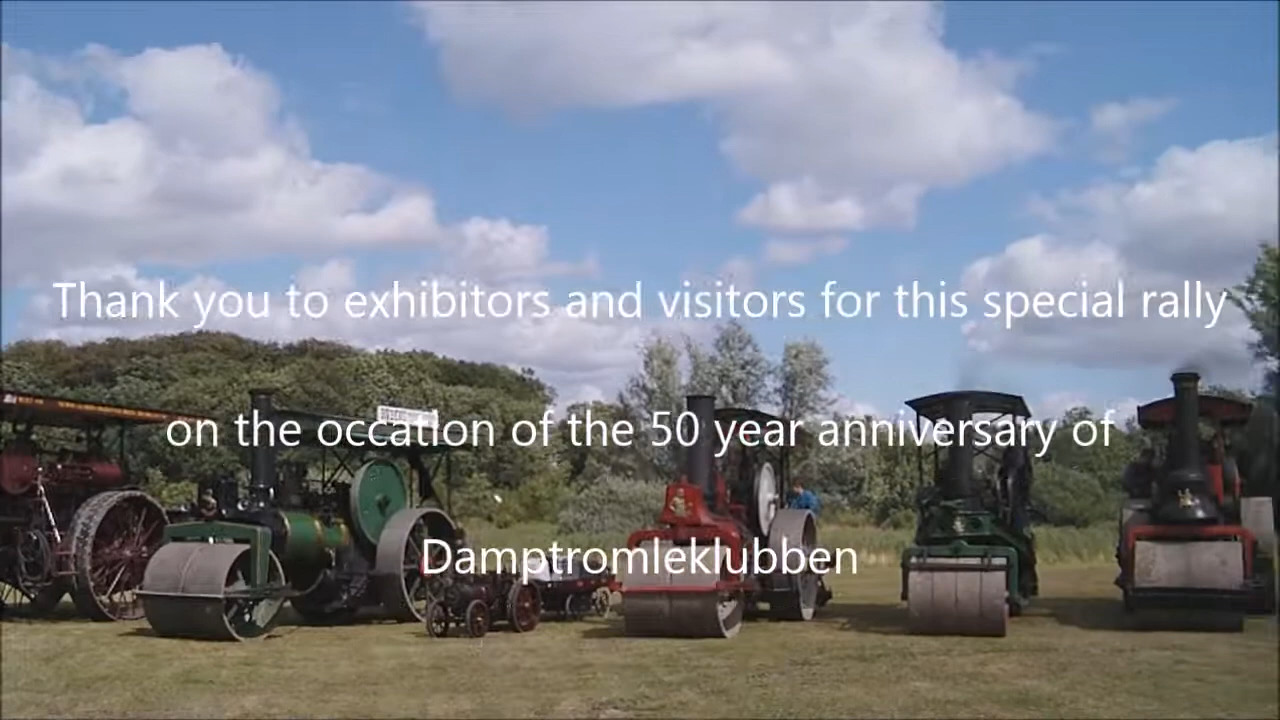 Thank you to exhibitors and visitors for this special rally
on the occation of the 50 year anniversary of
Damptromleklubben